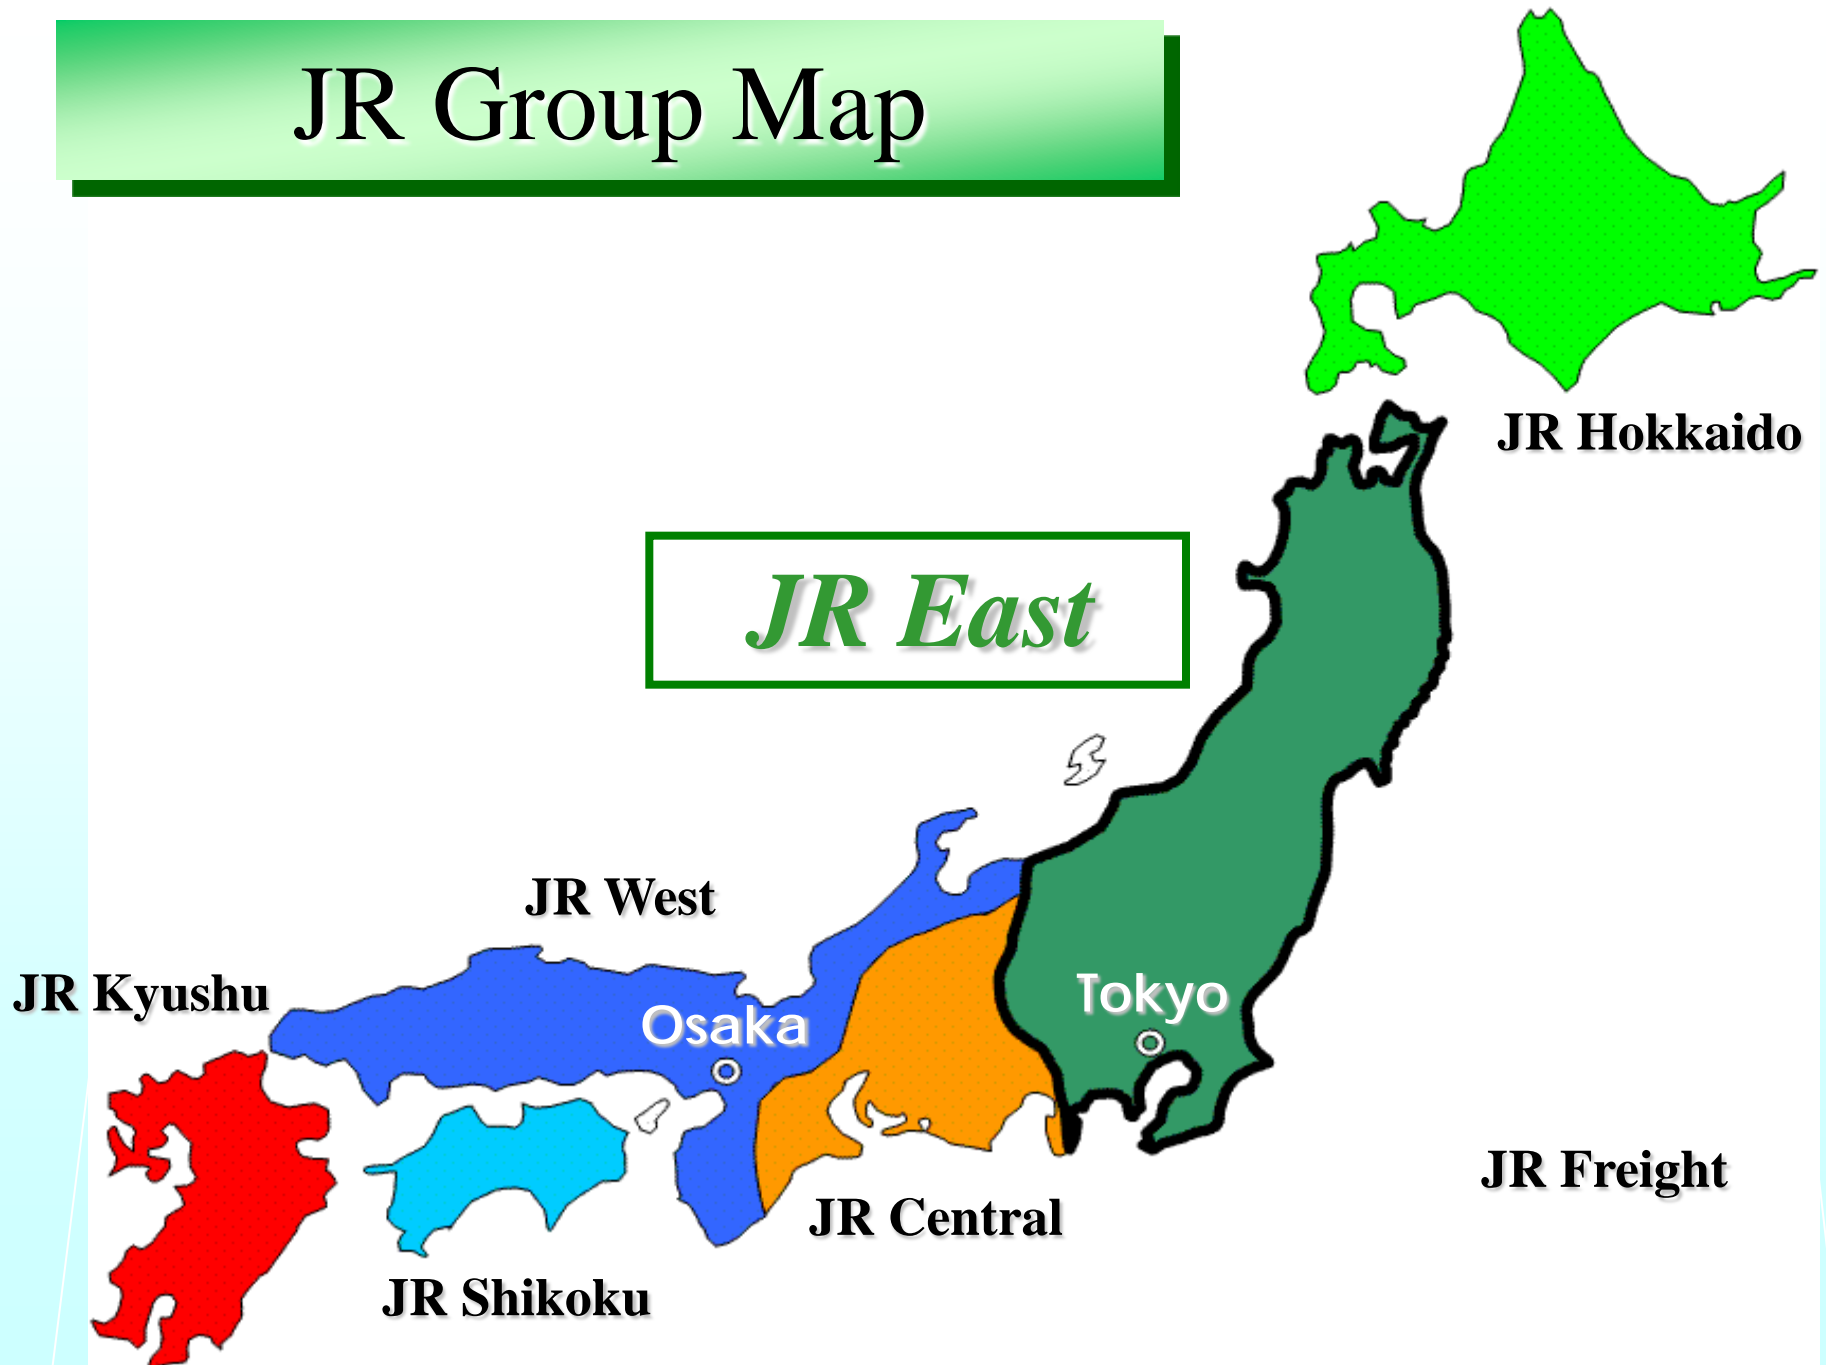 JR Group Map
JR Hokkaido
JR East
JR West
JR Kyushu
Tokyo
Osaka
JR Freight
JR Central
JR Shikoku